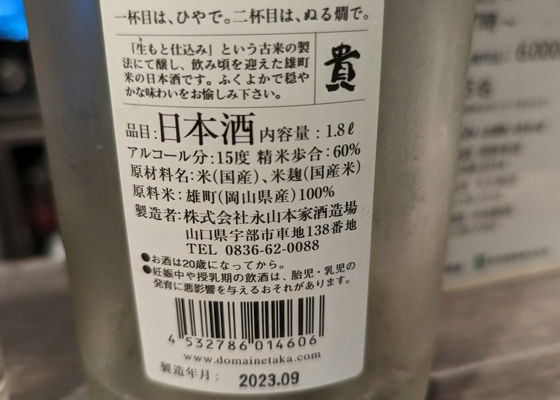 一杯目は、ひやで。二杯目は、ぬる燗で。
「生もと仕込み」という古来の製
法にて醸し、飲み頃を迎えた雄町
米の日本酒です。ふくよかで穏や
かな味わいをお愉しみ下さい。
貴
品目:日本酒 内容量:1.8ℓ
アルコール分:15度 精米歩合:60%
原材料名:米(国産)、米麹(国産米)
原料米:雄町(岡山県産)100%
製造者:株式会社永山本家酒造場
山口県宇部市車地138番地
TEL 0836-62-0088
●お酒は20歳になってから。
●妊娠中や授乳期の飲酒は、胎児・乳児の
発育に悪影響を与えるおそれがあります。
4 532786 014606
www.domainetaka.com
製造年月: 2023.09